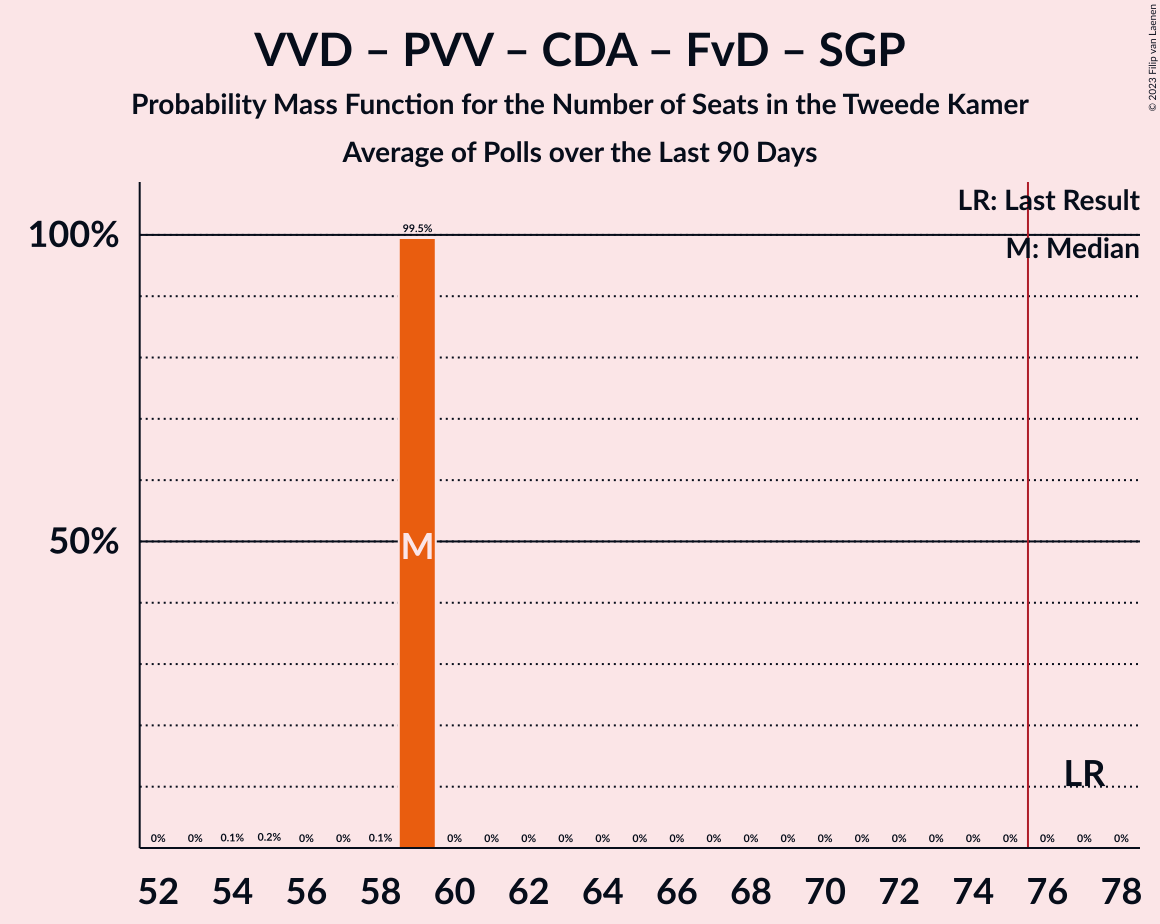 VVD – PVV – CDA – FvD – SGP
Probability Mass Function for the Number of Seats in the Tweede Kamer
Average of Polls over the Last 90 Days
© 2023 Filip van Laenen
LR: Last Result
M: Median
100%
50%
99.5%
M
LR
0% 0% 0.1% 0.2% 0% 0% 0.1% 0% 0% 0% 0% 0% 0% 0% 0% 0% 0% 0% 0% 0% 0% 0% 0% 0% 0% 0%
52 54 56 58 60 62 64 66 68 70 72 74 76 78